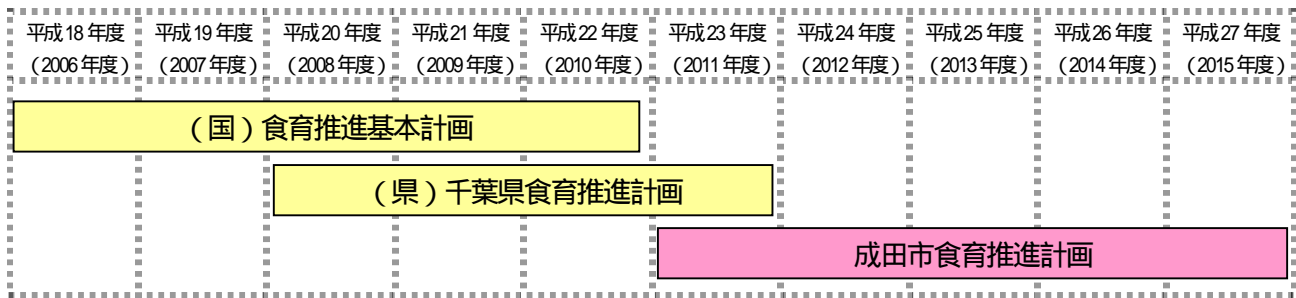 平成18年度 平成19年度 平成20年度 平成21年度 平成22年度 平成23年度 平成24年度 平成25年度 平成26年度 平成27年度
（2006年度） （2007年度） （2008年度） （2009年度） （2010年度） （2011年度） （2012年度） （2013年度） （2014年度） （2015年度）
（国）食育推進基本計画
（県）千葉県食育推進計画
成田市食育推進計画